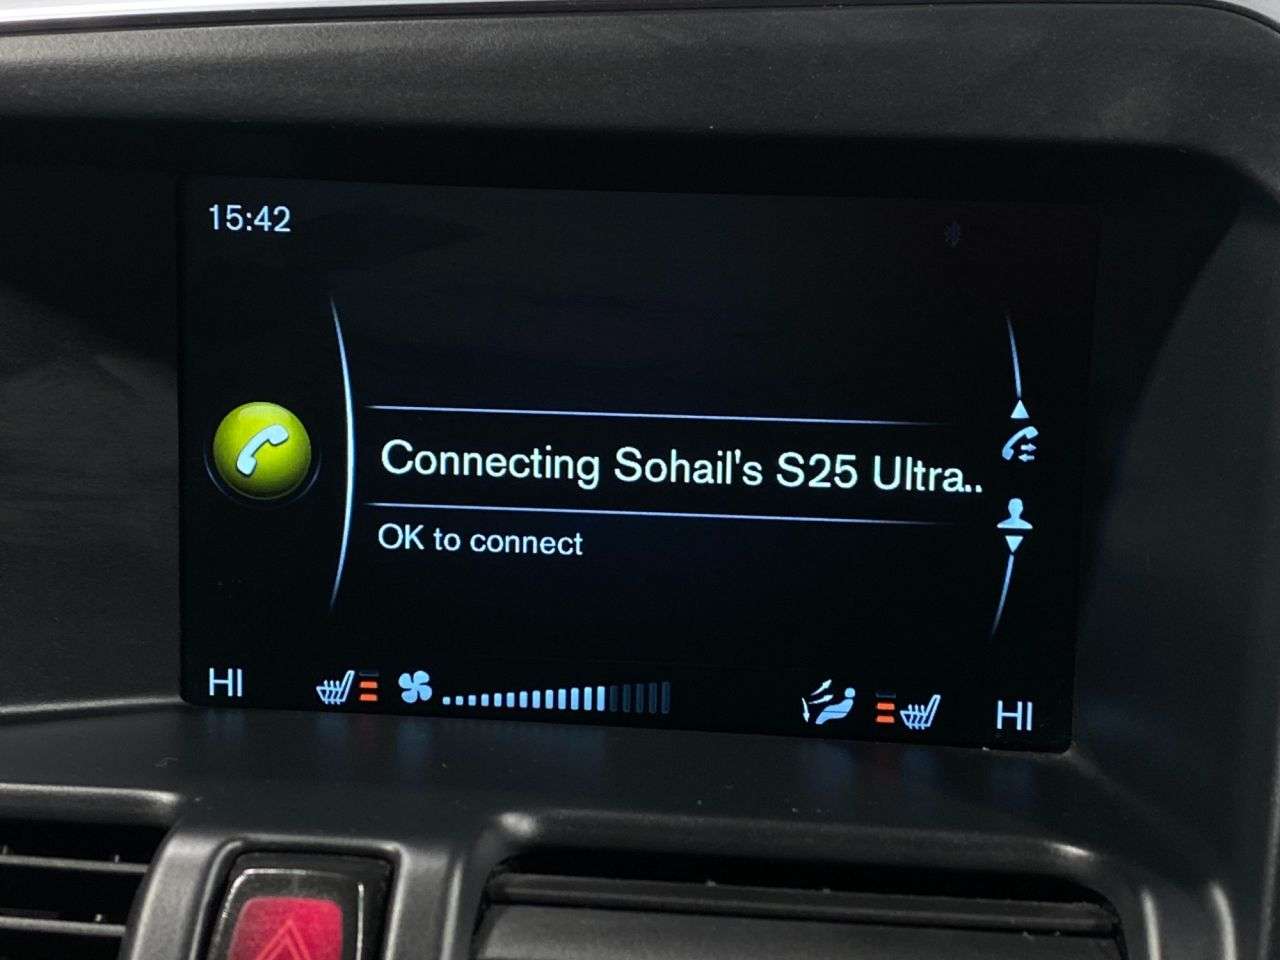 15:42
Connecting Sohail's S25 Ultra..
OK to connect
HI
HI